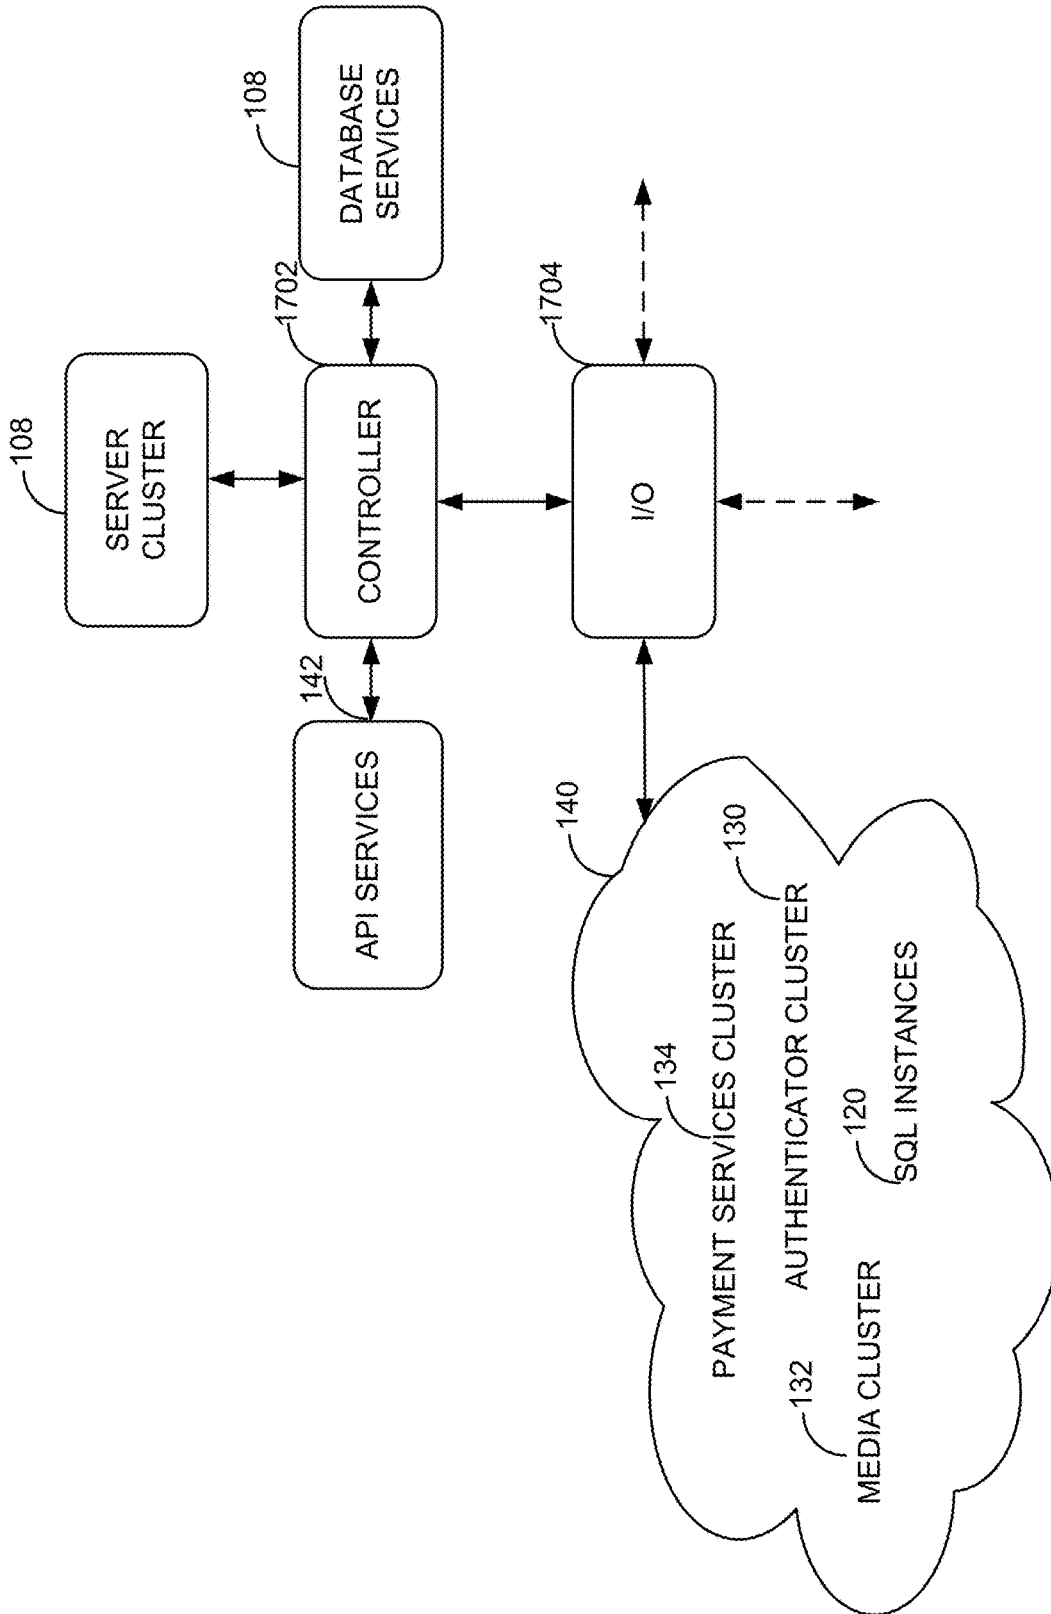 108
SERVER
CLUSTER
142
API SERVICES
1702
CONTROLLER
108
DATABASE
SERVICES
140
1704
I/O
134
PAYMENT SERVICES CLUSTER
130
AUTHENTICATOR CLUSTER
132
MEDIA CLUSTER
120
SQL INSTANCES